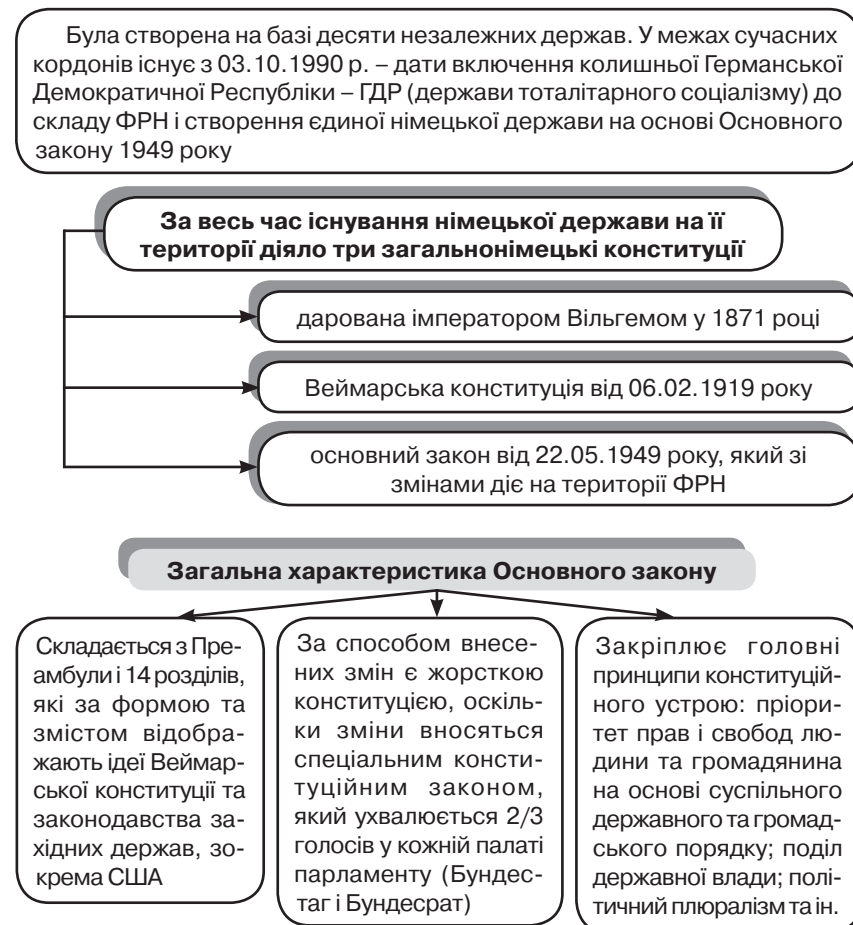 Була створена на базі десяти незалежних держав. У межах сучасних
кордонів існує з 03.10.1990 р. – дати включення колишньої Германської
Демократичної Республіки – ГДР (держави тоталітарного соціалізму) до
складу ФРН і створення єдиної німецької держави на основі Основного
закону 1949 року
За весь час існування німецької держави на її
території діяло три загальнонімецькі конституції
дарована імператором Вільгемом у 1871 році
Веймарська конституція від 06.02.1919 року
основний закон від 22.05.1949 року, який зі
змінами діє на території ФРН
Загальна характеристика Основного закону
Складається з Пре-
амбули і 14 розділів,
які за формою та
змістом відобра-
жають ідеї Веймар-
ської конституції та
законодавства за-
хідних держав, зо-
крема США
За способом внесе-
них змін є жорсткою
конституцією, оскіль-
ки зміни вносяться
спеціальним консти-
туційним законом,
який ухвалюється 2/3
голосів у кожній палаті
парламенту (Бундес-
таг і Бундесрат)
Закріплює головні
принципи конституцій-
ного устрою: пріори-
тет прав і свобод лю-
дини та громадянина
на основі суспільного
державного та громад-
ського порядку; поділ
державної влади; полі-
тичний плюралізм та ін.